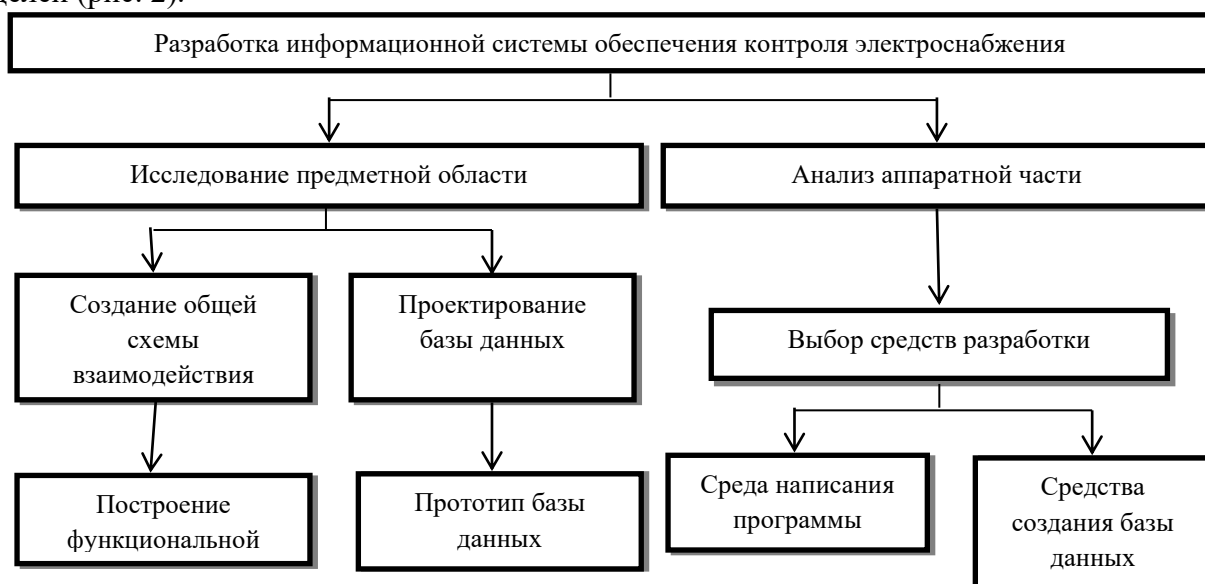 целей (рис. 2).
Разработка информационной системы обеспечения контроля электроснабжения
Исследование предметной области
Анализ аппаратной части
Создание общей
схемы
взаимодействия
Проектирование
базы данных
Выбор средств разработки
Построение
функциональной
Прототип базы
данных
Среда написания
программы
Средства
создания базы
данных